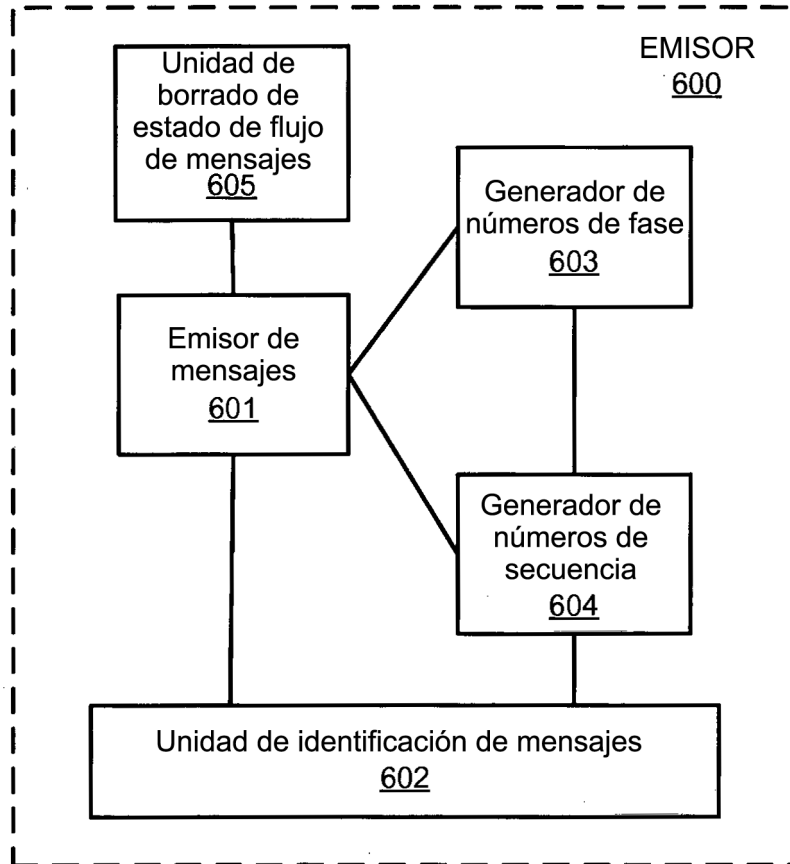 EMISOR
600
Unidad de
borrado de
estado de flujo
de mensajes
605
Generador de
números de fase
603
Emisor de
mensajes
601
Generador de
números de
secuencia
604
Unidad de identificación de mensajes
602